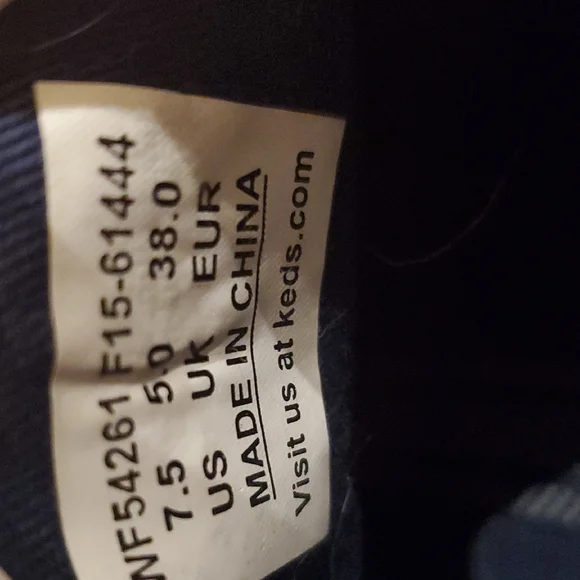 WF54261 F15-61444
7.5 5.0 38.0
US UK EUR
MADE IN CHINA
Visit us at keds.com